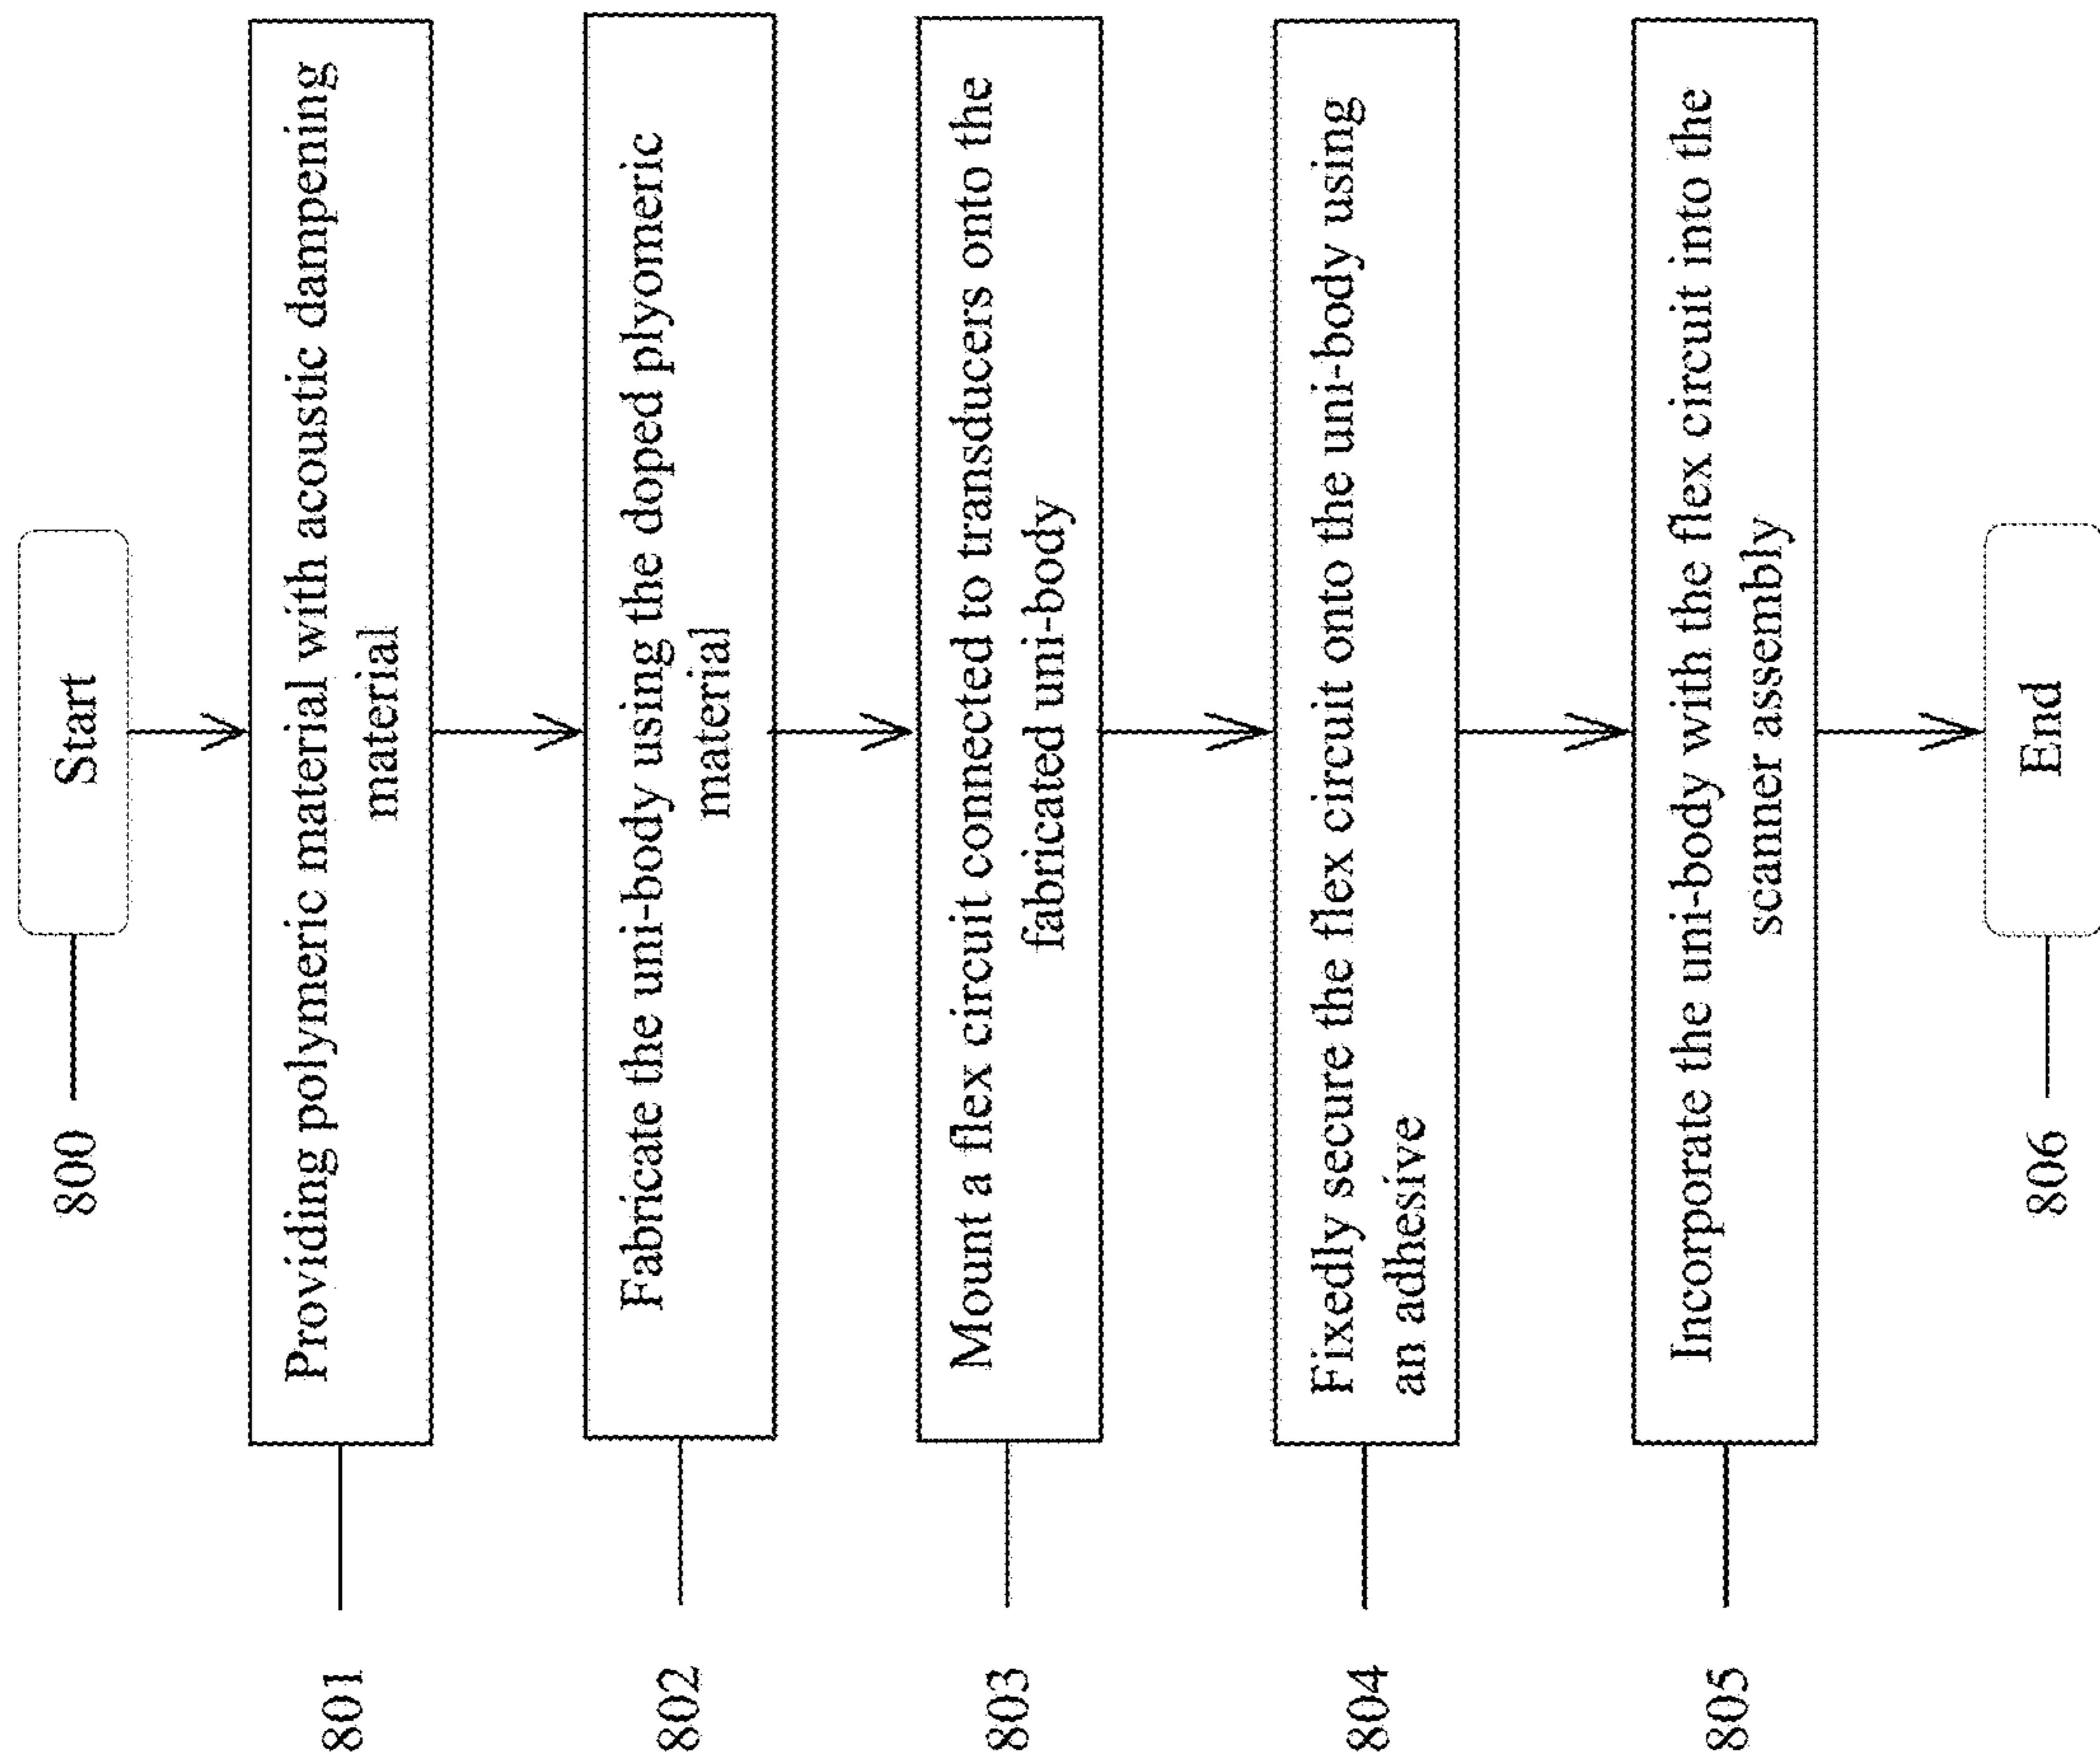 800
Start
801
Providing polymeric material with acoustic dampening
material
802
Fabricate the uni-body using the doped plyomeric
material
803
Mount a flex circuit connected to transducers onto the
fabricated uni-body
804
Fixedly secure the flex circuit onto the uni-body using
an adhesive
805
Incorporate the uni-body with the flex circuit into the
scanner assembly
806
End